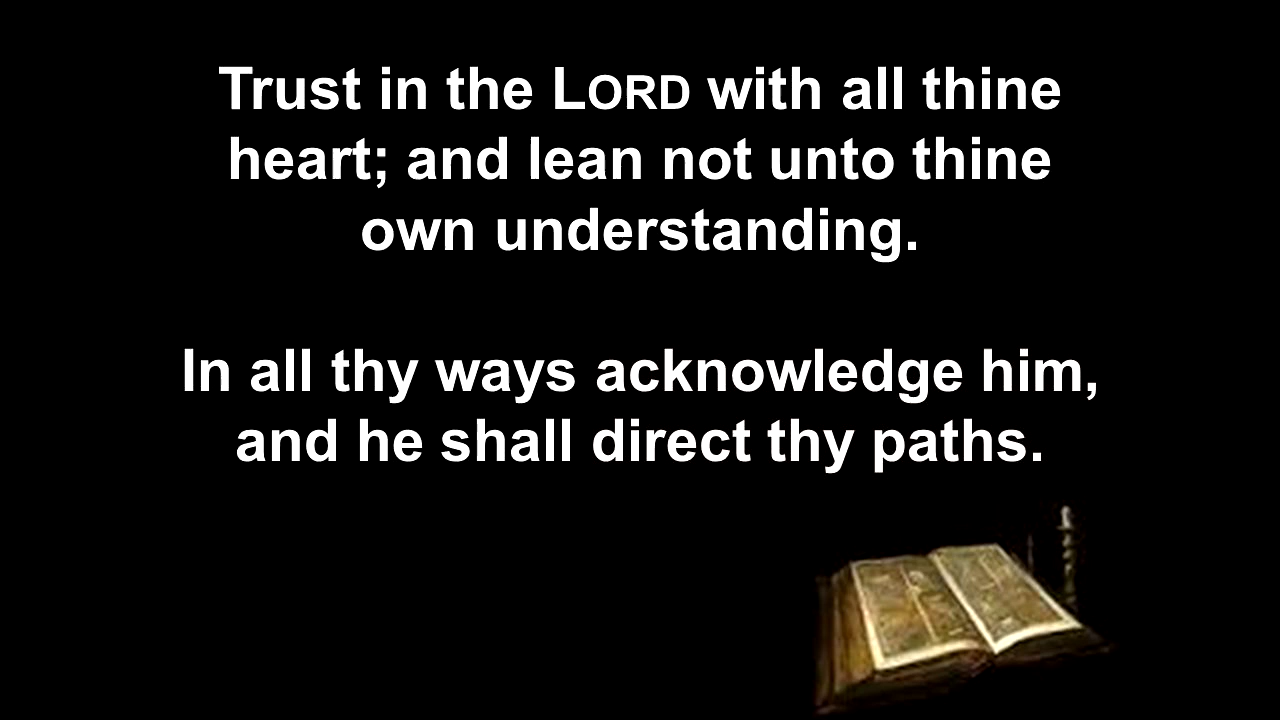 Trust in the LORD with all thine
heart; and lean not unto thine
own understanding.
In all thy ways acknowledge him,
and he shall direct thy paths.